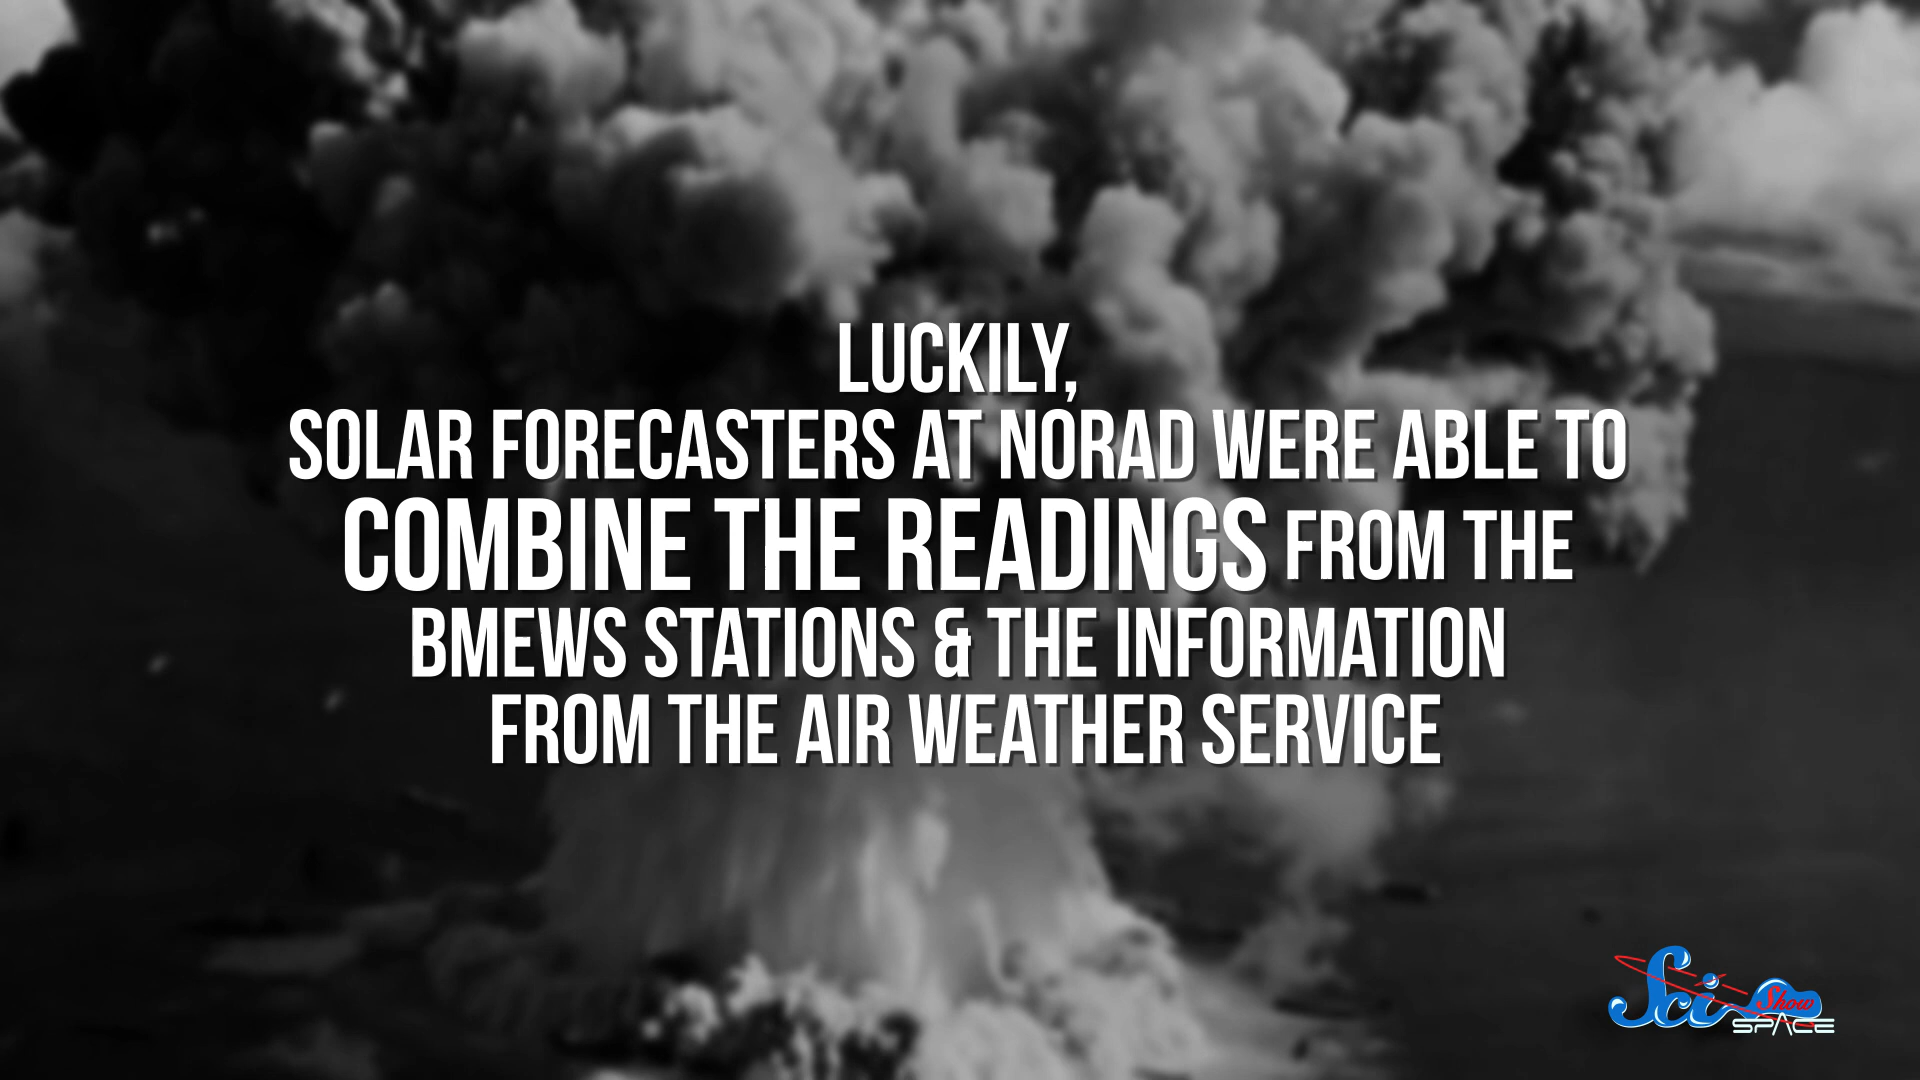 LUCKILY,
SOLAR FORECASTERS AT NORAD WERE ABLE TO
COMBINE THE READINGS FROM THE
BMEWS STATIONS & THE INFORMATION
FROM THE AIR WEATHER SERVICE
Sci Show
SPACE